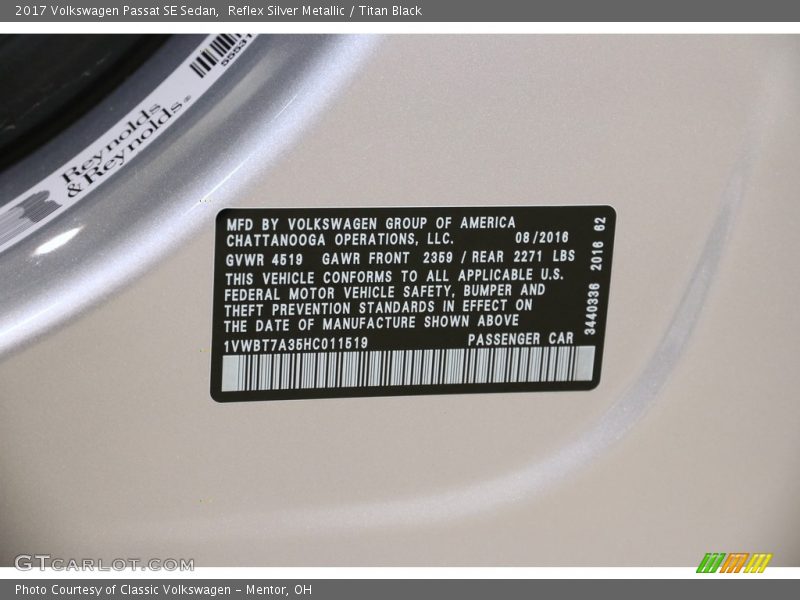 2017 Volkswagen Passat SE Sedan,  Reflex Silver Metallic / Titan Black
55531
Reynolds
& Reynolds®
MFD BY VOLKSWAGEN GROUP OF AMERICA
CHATTANOOGA OPERATIONS, LLC. 08/2016
GVWR 4519 GAWR FRONT 2359 / REAR 2271 LBS
THIS VEHICLE CONFORMS TO ALL APPLICABLE U.S.
FEDERAL MOTOR VEHICLE SAFETY, BUMPER AND
THEFT PREVENTION STANDARDS IN EFFECT ON
THE DATE OF MANUFACTURE SHOWN ABOVE
1VWBT7A35HC011519 PASSENGER CAR
3440336 2016 62
GTCARLOT.COM
Photo Courtesy of Classic Volkswagen - Mentor, OH